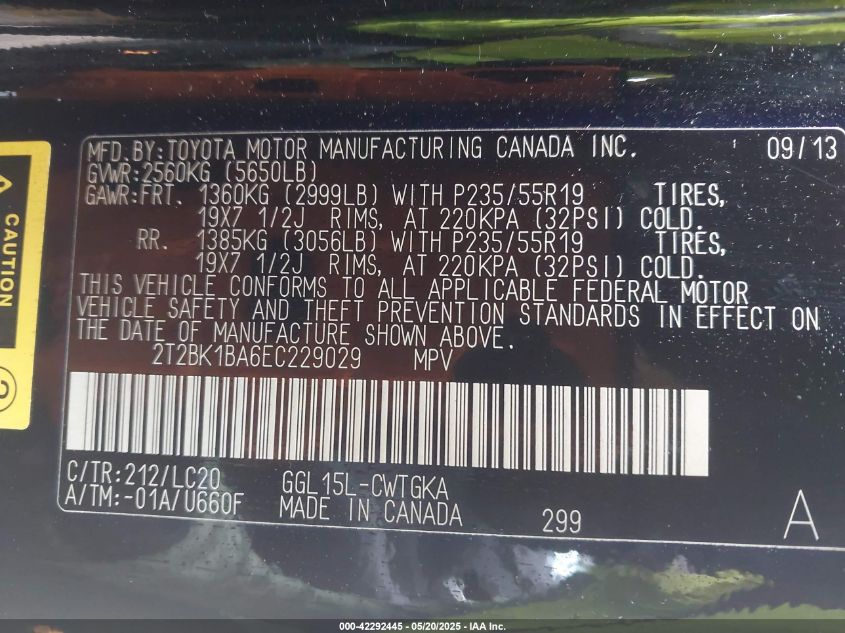 MFD. BY: TOYOTA MOTOR MANUFACTURING CANADA INC. 09/13
GVWR: 2560KG (5650LB)
GAWR: FRT. 1360KG (2999LB) WITH P235/55R19 TIRES,
19X7 1/2J RIMS, AT 220KPA (32PSI) COLD.
RR. 1385KG (3056LB) WITH P235/55R19 TIRES,
19X7 1/2J RIMS, AT 220KPA (32PSI) COLD.
THIS VEHICLE CONFORMS TO ALL APPLICABLE FEDERAL MOTOR
VEHICLE SAFETY AND THEFT PREVENTION STANDARDS IN EFFECT ON
THE DATE OF MANUFACTURE SHOWN ABOVE.
2T2BK1BA6EC229029 MPV
C/TR: 212/LC20 GGL15L-CWTGKA
A/TM: -01A/U660F MADE IN CANADA 299 A
CAUTION
000-42292445 - 05/20/2025 - IAA Inc.